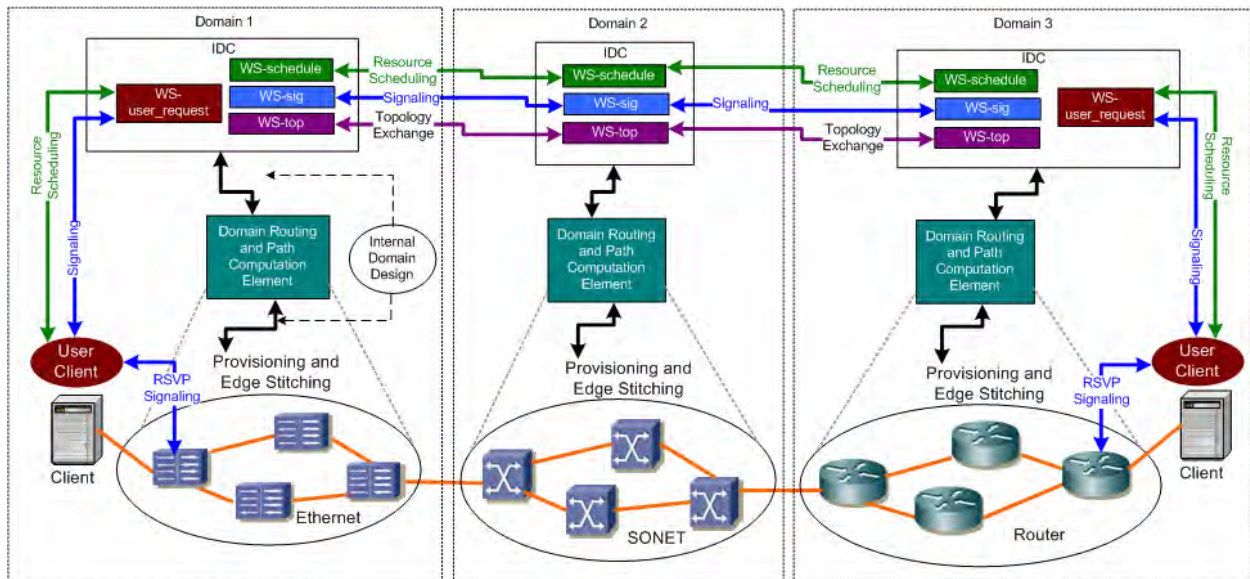 Domain 1
IDC
WS-schedule
WS-
user_request
WS-sig
WS-top
Resource
Scheduling
Signaling
Domain Routing
and Path
Computation
Element
Internal
Domain
Design
User
Client
RSVP
Signaling
Provisioning and
Edge Stitching
Client
Ethernet
Resource
Scheduling
Signaling
Topology
Exchange
Domain 2
IDC
WS-schedule
WS-sig
WS-top
Domain Routing
and Path
Computation
Element
Provisioning and
Edge Stitching
SONET
Resource
Scheduling
Signaling
Topology
Exchange
Domain 3
IDC
WS-schedule
WS-sig
WS-top
WS-
user_request
Resource
Scheduling
Signaling
Domain Routing
and Path
Computation
Element
Provisioning and
Edge Stitching
RSVP
Signaling
User
Client
Client
Router